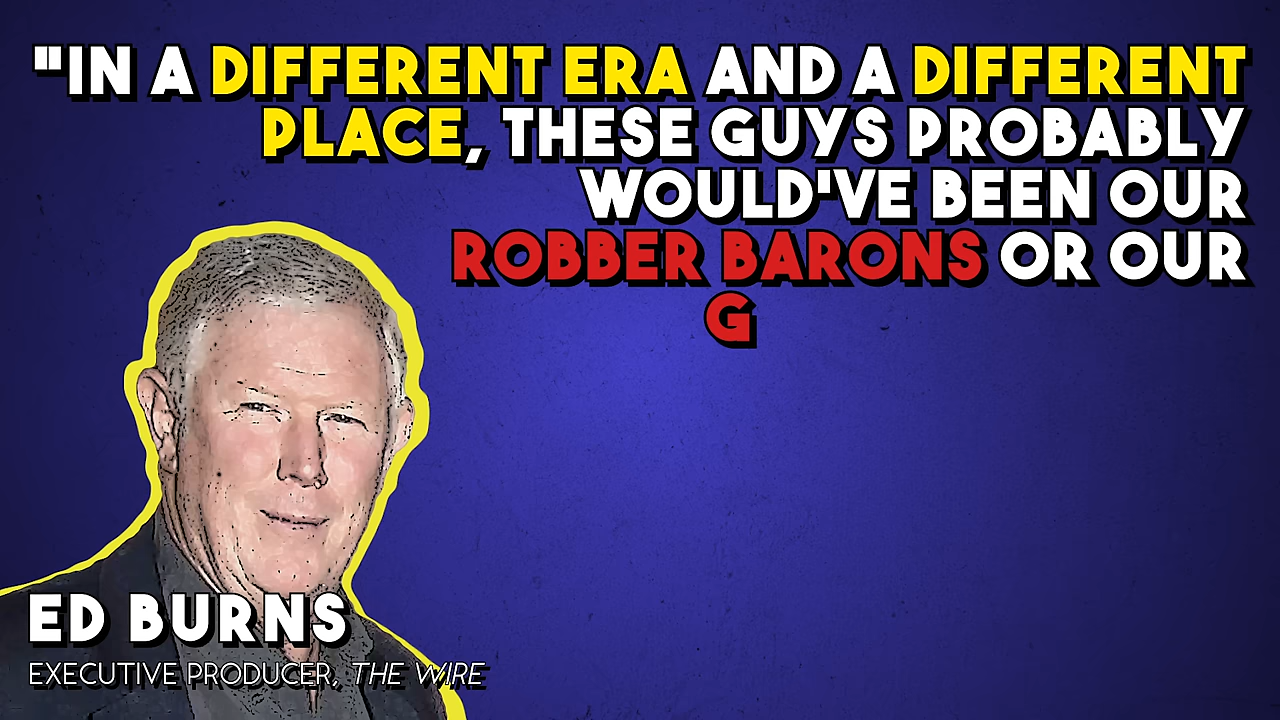 "IN A DIFFERENT ERA AND A DIFFERENT
PLACE, THESE GUYS PROBABLY
WOULD'VE BEEN OUR
ROBBER BARONS OR OUR
G
ED BURNS
EXECUTIVE PRODUCER, THE WIRE